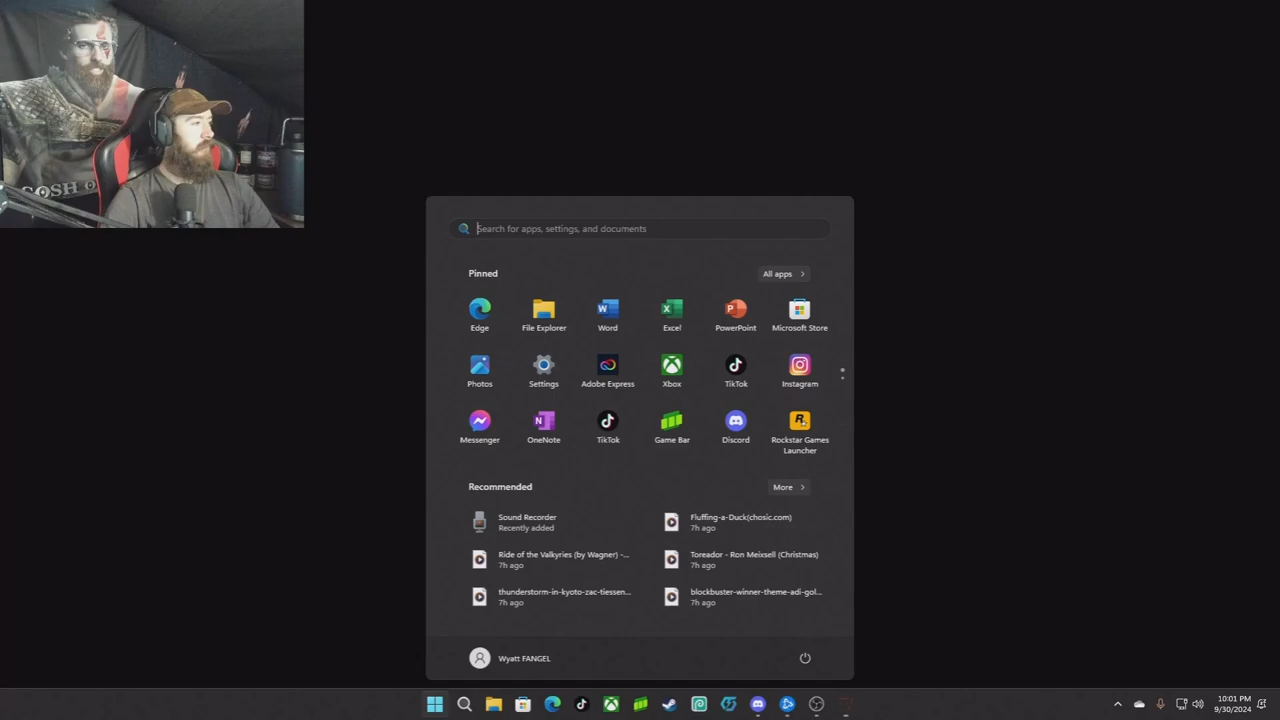 OSH O
Search for apps, settings, and documents
Pinned
All apps
Edge
File Explorer
Word
Excel
PowerPoint
Microsoft Store
Photos
Settings
Adobe Express
Xbox
TikTok
Instagram
Messenger
OneNote
TikTok
Game Bar
Discord
Rockstar Games
Launcher
Recommended
More
Sound Recorder
Recently added
Fluffing-a-Duck(chosic.com)
7h ago
Ride of the Valkyries (by Wagner) -...
7h ago
Toreador - Ron Meixsell (Christmas)
7h ago
thunderstorm-in-kyoto-zac-tiessen...
7h ago
blockbuster-winner-theme-adi-gol...
7h ago
Wyatt FANGEL
10:01 PM
9/30/2024